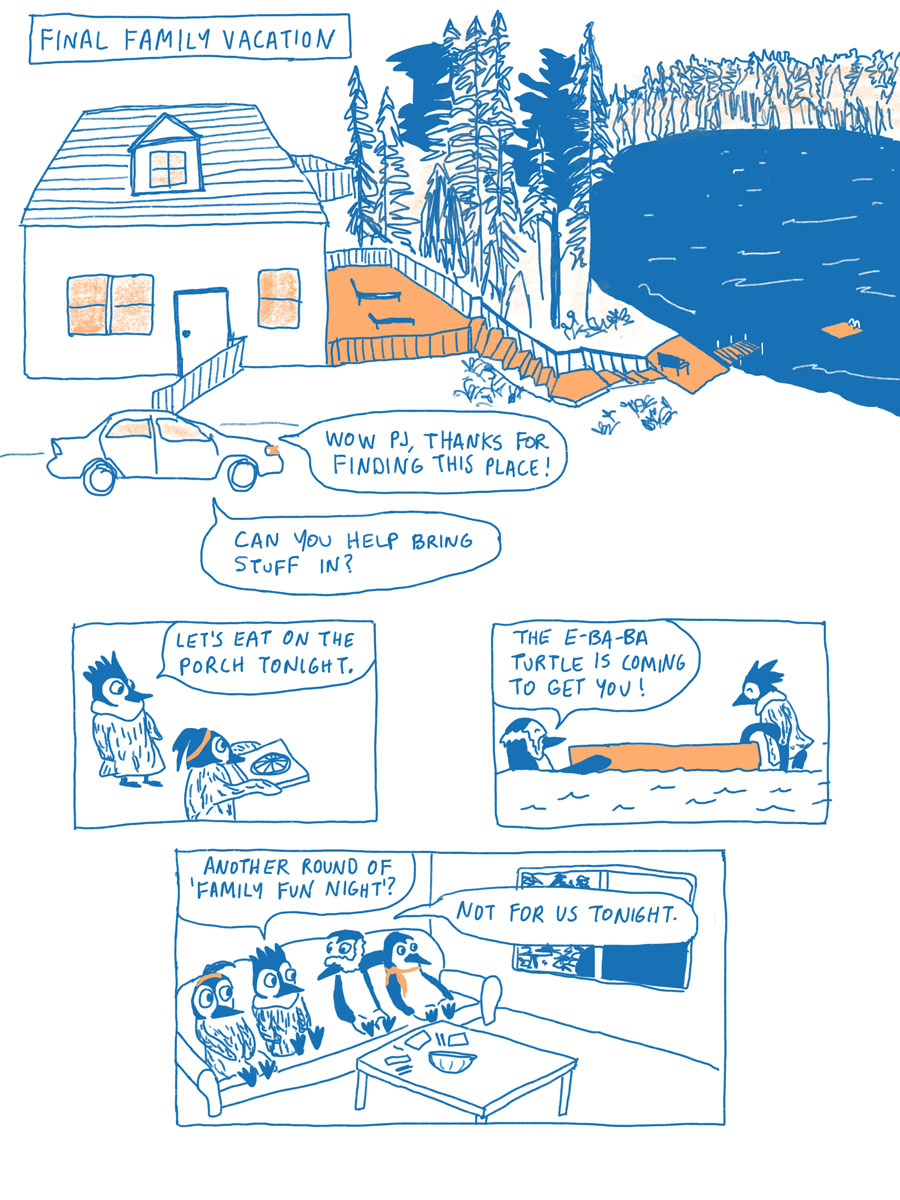 FINAL FAMILY VACATION
WOW PJ, THANKS FOR
FINDING THIS PLACE!
CAN YOU HELP BRING
STUFF IN?
LET'S EAT ON THE
PORCH TONIGHT.
THE E-BA-BA
TURTLE IS COMING
TO GET YOU!
ANOTHER ROUND OF
'FAMILY FUN NIGHT'?
NOT FOR US TONIGHT.